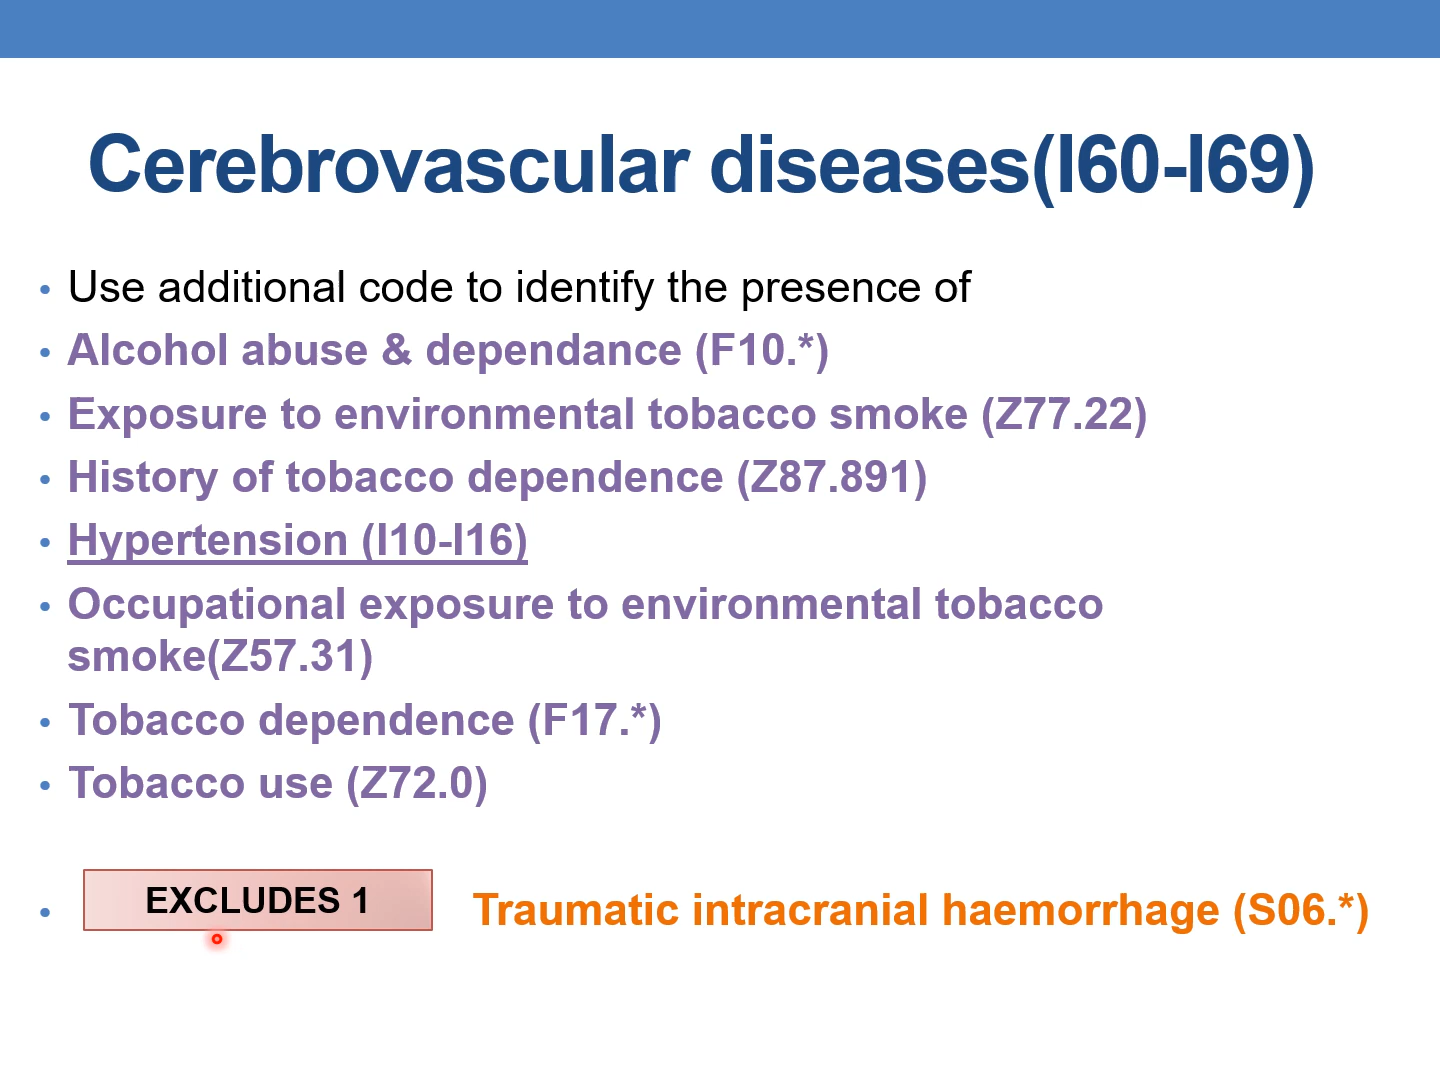 Cerebrovascular diseases(I60-I69)
• Use additional code to identify the presence of
• Alcohol abuse & dependance (F10.*)
• Exposure to environmental tobacco smoke (Z77.22)
• History of tobacco dependence (Z87.891)
• Hypertension (I10-I16)
• Occupational exposure to environmental tobacco
smoke(Z57.31)
• Tobacco dependence (F17.*)
• Tobacco use (Z72.0)
• EXCLUDES 1 Traumatic intracranial haemorrhage (S06.*)